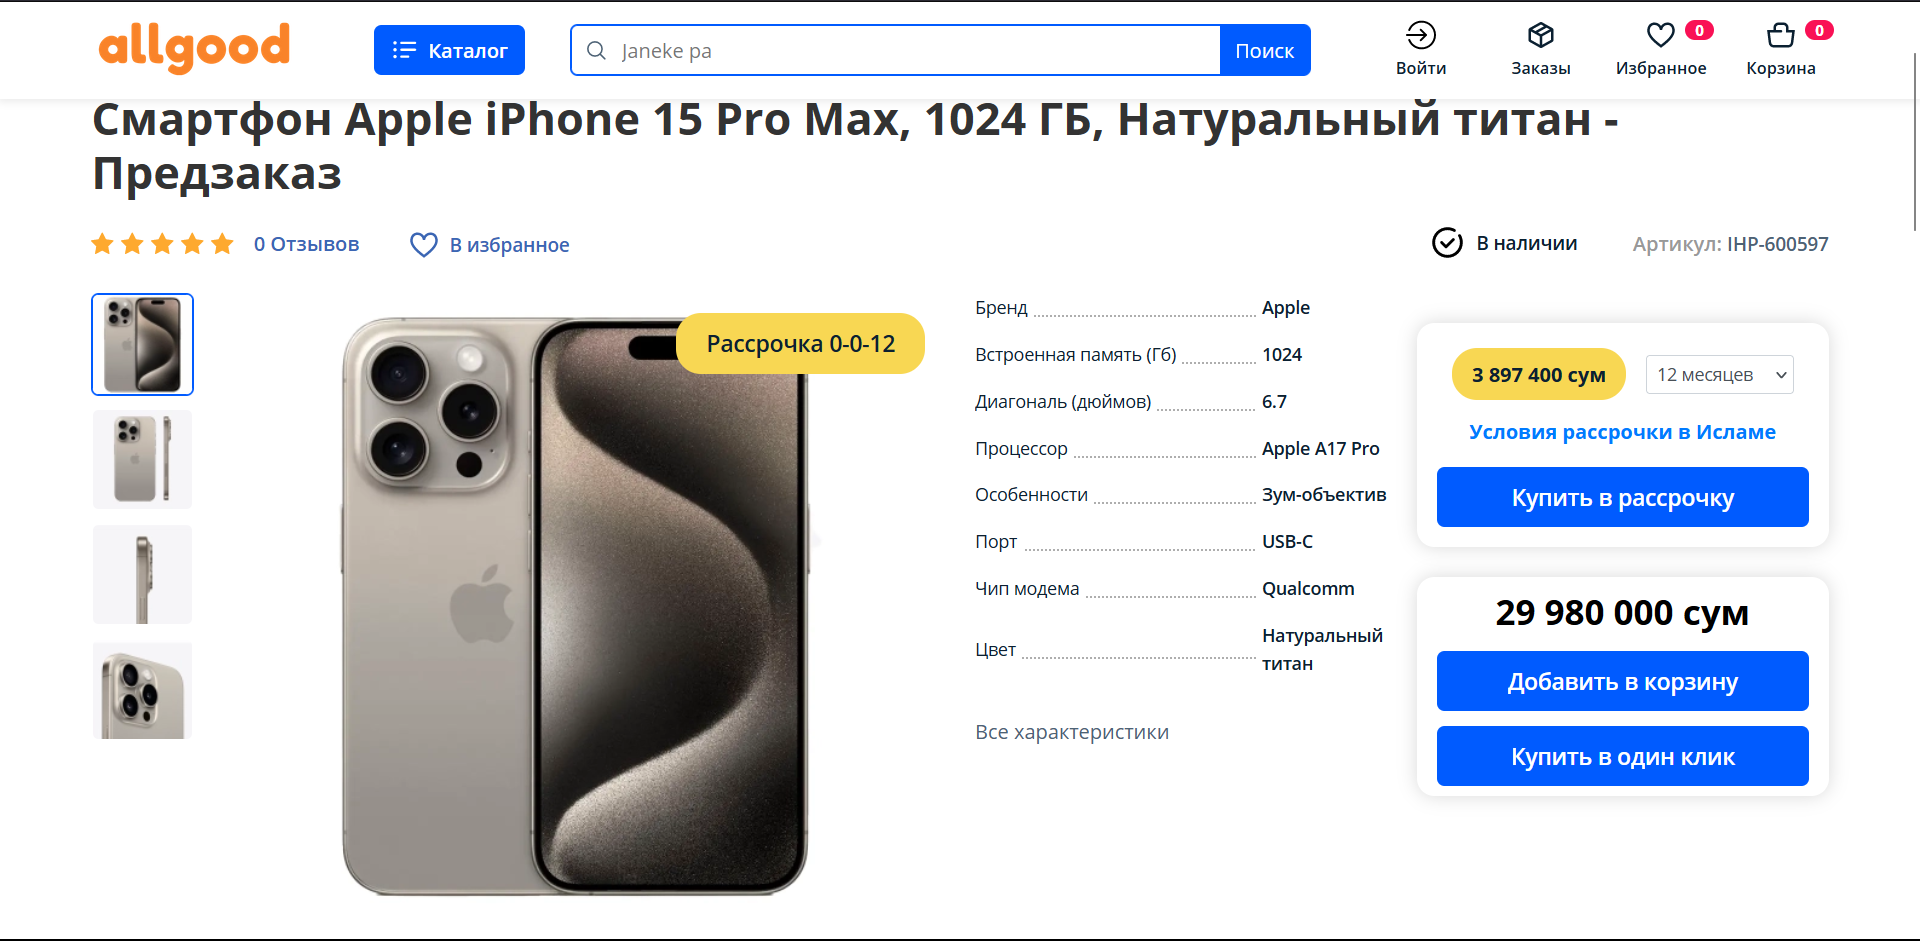 allgood
Каталог
Janeke pa
Поиск
Войти
Заказы
0
Избранное
0
Корзина
Смартфон Apple iPhone 15 Pro Max, 1024 ГБ, Натуральный титан -
Предзаказ
0 Отзывов
В избранное
В наличии
Артикул: IHP-600597
Рассрочка 0-0-12
Бренд Apple
Встроенная память (Гб) 1024
Диагональ (дюймов) 6.7
Процессор Apple A17 Pro
Особенности Зум-объектив
Порт USB-C
Чип модема Qualcomm
Цвет Натуральный
титан
Все характеристики
3 897 400 сум
12 месяцев
Условия рассрочки в Исламе
Купить в рассрочку
29 980 000 сум
Добавить в корзину
Купить в один клик